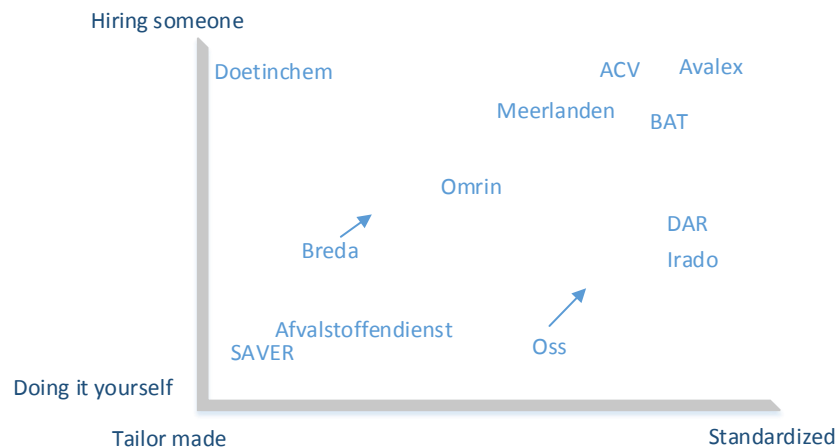 Hiring someone
Doetinchem
ACV
Avalex
Meerlanden
BAT
Omrin
DAR
Breda
Irado
Afvalstoffendienst
SAVER
Oss
Doing it yourself
Tailor made
Standardized